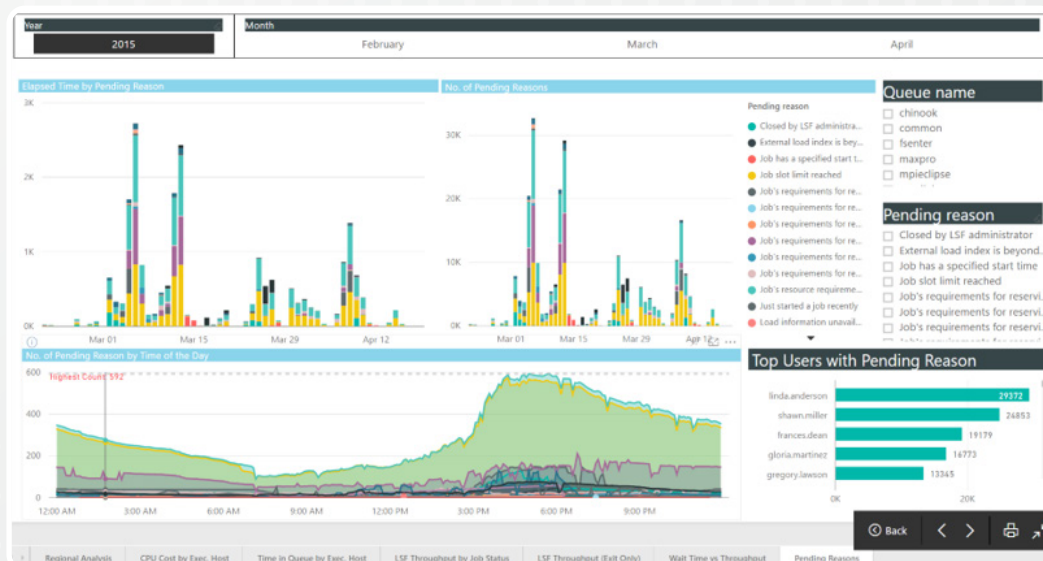 Year
Month
2015
February
March
April
Elapsed Time by Pending Reason
3K
2K
1K
0K
Mar 01
Mar 15
Mar 29
Apr 12
No. of Pending Reasons
30K
20K
10K
0K
Mar 01
Mar 15
Mar 29
Pending reason
Closed by LSF administra...
External load index is bey...
Job has a specified start t...
Job slot limit reached
Job's requirements for re...
Job's requirements for re...
Job's requirements for re...
Job's requirements for re...
Job's requirements for re...
Job's requirements for re...
Job's resource requireme...
Just started a job recently
Load information unavail...
Queue name
chinook
common
fsenter
maxpro
mpieclipse
Pending reason
Closed by LSF administrator
External load index is beyond...
Job has a specified start time
Job slot limit reached
Job's requirements for reservi...
Job's requirements for reservi...
Job's requirements for reservi...
No. of Pending Reason by Time of the Day
600
Highest Count: 592
400
200
0
12:00 AM
3:00 AM
6:00 AM
9:00 AM
12:00 PM
3:00 PM
6:00 PM
9:00 PM
Top Users with Pending Reason
linda.anderson
29372
shawn.miller
24853
frances.dean
19179
gloria.martinez
16773
gregory.lawson
13345
0K
20K
Back
Regional Analysis
CPU Cost by Exec. Host
Time in Queue by Exec. Host
LSF Throughput by Job Status
LSF Throughput (Exit Only)
Wait Time vs Throughput
Pending Reasons